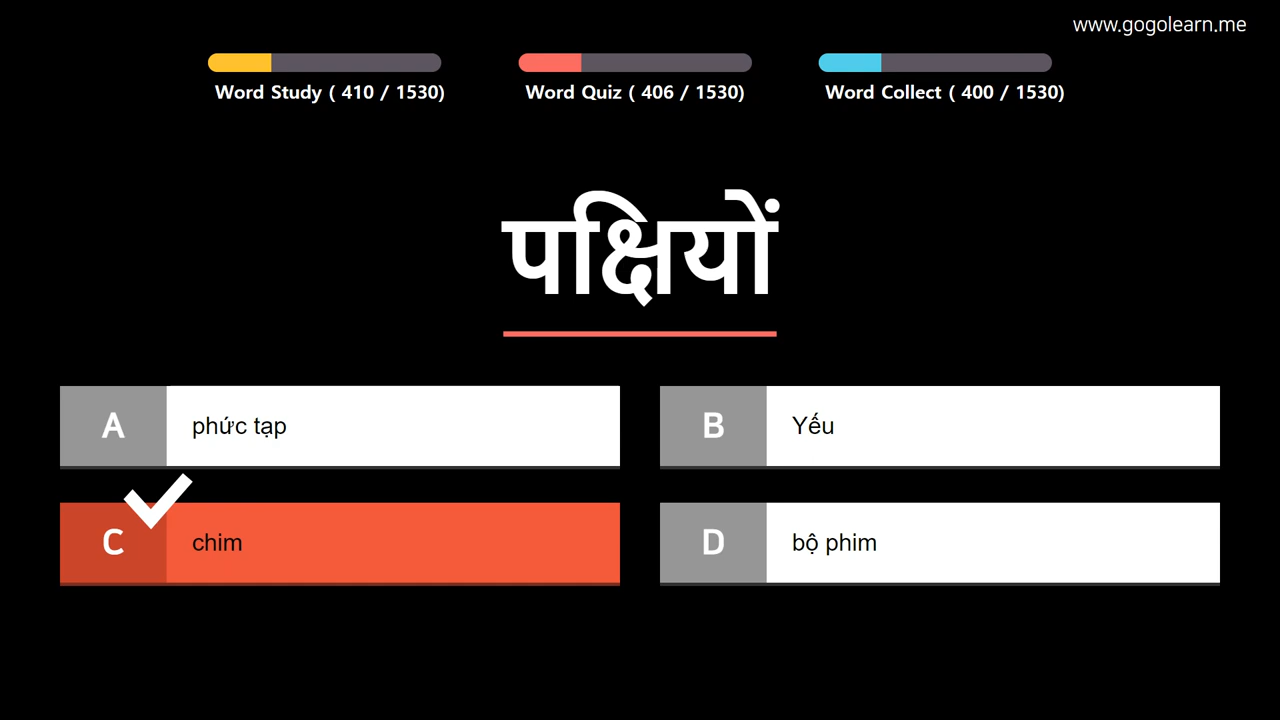 www.gogolearn.me
Word Study ( 410 / 1530)
Word Quiz ( 406 / 1530)
Word Collect ( 400 / 1530)
पक्षियों
A
phức tạp
B
Yếu
C
chim
D
bộ phim